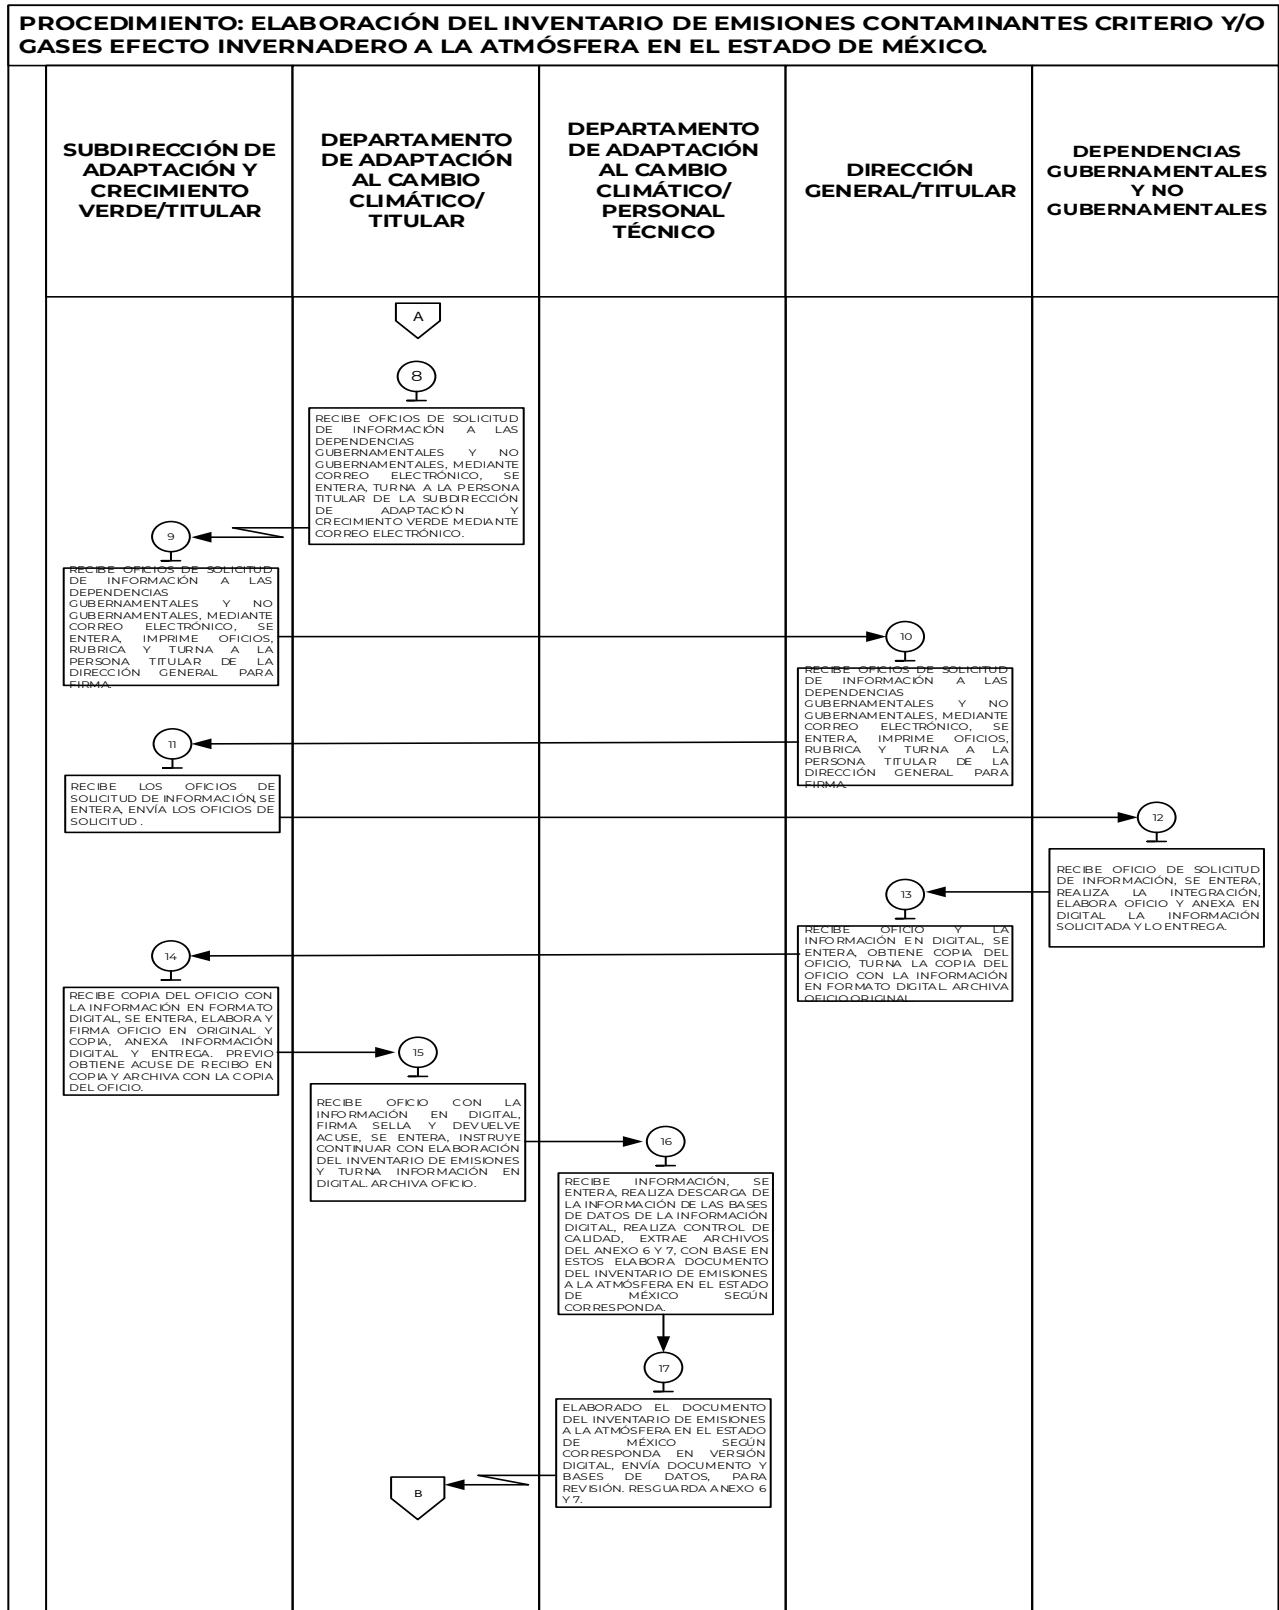 PROCEDIMIENTO: ELABORACIÓN DEL INVENTARIO DE EMISIONES CONTAMINANTES CRITERIO Y/O
GASES EFECTO INVERNADERO A LA ATMÓSFERA EN EL ESTADO DE MÉXICO.
SUBDIRECCIÓN DE
ADAPTACIÓN Y
CRECIMIENTO
VERDE/TITULAR
DEPARTAMENTO
DE ADAPTACIÓN
AL CAMBIO
CLIMÁTICO/
TITULAR
DEPARTAMENTO
DE ADAPTACIÓN
AL CAMBIO
CLIMÁTICO/
PERSONAL
TÉCNICO
DIRECCIÓN
GENERAL/TITULAR
DEPENDENCIAS
GUBERNAMENTALES
Y NO
GUBERNAMENTALES
A
8
RECIBE OFICIOS DE SOLICITUD
DE INFORMACIÓN A LAS
DEPENDENCIAS
GUBERNAMENTALES Y NO
GUBERNAMENTALES, MEDIANTE
CORREO ELECTRÓNICO, SE
ENTERA, TURNA A LA PERSONA
TITULAR DE LA SUBDIRECCIÓN
DE ADAPTACIÓN Y
CRECIMIENTO VERDE MEDIANTE
CORREO ELECTRÓNICO.
9
RECIBE OFICIOS DE SOLICITUD
DE INFORMACIÓN A LAS
DEPENDENCIAS
GUBERNAMENTALES Y NO
GUBERNAMENTALES, MEDIANTE
CORREO ELECTRÓNICO, SE
ENTERA, IMPRIME OFICIOS,
RUBRICA Y TURNA A LA
PERSONA TITULAR DE LA
DIRECCIÓN GENERAL PARA
FIRMA.
10
RECIBE OFICIOS DE SOLICITUD
DE INFORMACIÓN A LAS
DEPENDENCIAS
GUBERNAMENTALES Y NO
GUBERNAMENTALES, MEDIANTE
CORREO ELECTRÓNICO, SE
ENTERA, IMPRIME OFICIOS,
RUBRICA Y TURNA A LA
PERSONA TITULAR DE LA
DIRECCIÓN GENERAL PARA
FIRMA.
11
RECIBE LOS OFICIOS DE
SOLICITUD DE INFORMACIÓN, SE
ENTERA, ENVÍA LOS OFICIOS DE
SOLICITUD .
12
RECIBE OFICIO DE SOLICITUD
DE INFORMACIÓN, SE ENTERA,
REALIZA LA INTEGRACIÓN,
ELABORA OFICIO Y ANEXA EN
DIGITAL LA INFORMACIÓN
SOLICITADA Y LO ENTREGA.
13
RECIBE OFICIO Y LA
INFORMACIÓN EN DIGITAL, SE
ENTERA, OBTIENE COPIA DEL
OFICIO, TURNA LA COPIA DEL
OFICIO CON LA INFORMACIÓN
EN FORMATO DIGITAL. ARCHIVA
OFICIO ORIGINAL.
14
RECIBE COPIA DEL OFICIO CON
LA INFORMACIÓN EN FORMATO
DIGITAL, SE ENTERA, ELABORA Y
FIRMA OFICIO EN ORIGINAL Y
COPIA, ANEXA INFORMACIÓN
DIGITAL Y ENTREGA. PREVIO
OBTIENE ACUSE DE RECIBO EN
COPIA Y ARCHIVA CON LA COPIA
DEL OFICIO.
15
RECIBE OFICIO CON LA
INFORMACIÓN EN DIGITAL,
FIRMA SELLA Y DEVUELVE
ACUSE, SE ENTERA, INSTRUYE
CONTINUAR CON ELABORACIÓN
DEL INVENTARIO DE EMISIONES
Y TURNA INFORMACIÓN EN
DIGITAL. ARCHIVA OFICIO.
16
RECIBE INFORMACIÓN, SE
ENTERA, REALIZA DESCARGA DE
LA INFORMACIÓN DE LAS BASES
DE DATOS DE LA INFORMACIÓN
DIGITAL, REALIZA CONTROL DE
CALIDAD, EXTRAE ARCHIVOS
DEL ANEXO 6 Y 7, CON BASE EN
ESTOS ELABORA DOCUMENTO
DEL INVENTARIO DE EMISIONES
A LA ATMÓSFERA EN EL ESTADO
DE MÉXICO SEGÚN
CORRESPONDA.
17
ELABORADO EL DOCUMENTO
DEL INVENTARIO DE EMISIONES
A LA ATMÓSFERA EN EL ESTADO
DE MÉXICO SEGÚN
CORRESPONDA EN VERSIÓN
DIGITAL, ENVÍA DOCUMENTO Y
BASES DE DATOS, PARA
REVISIÓN. RESGUARDA ANEXO 6
Y 7.
B